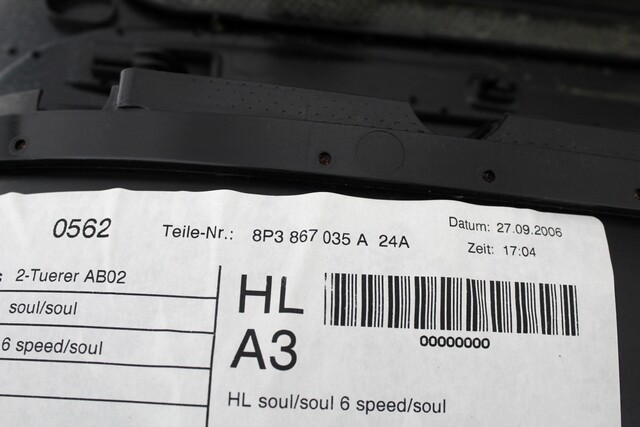 0562 Teile-Nr.: 8P3 867 035 A 24A Datum: 27.09.2006
Zeit: 17:04
2-Tuerer AB02
soul/soul
6 speed/soul
HL
A3
00000000
HL soul/soul 6 speed/soul